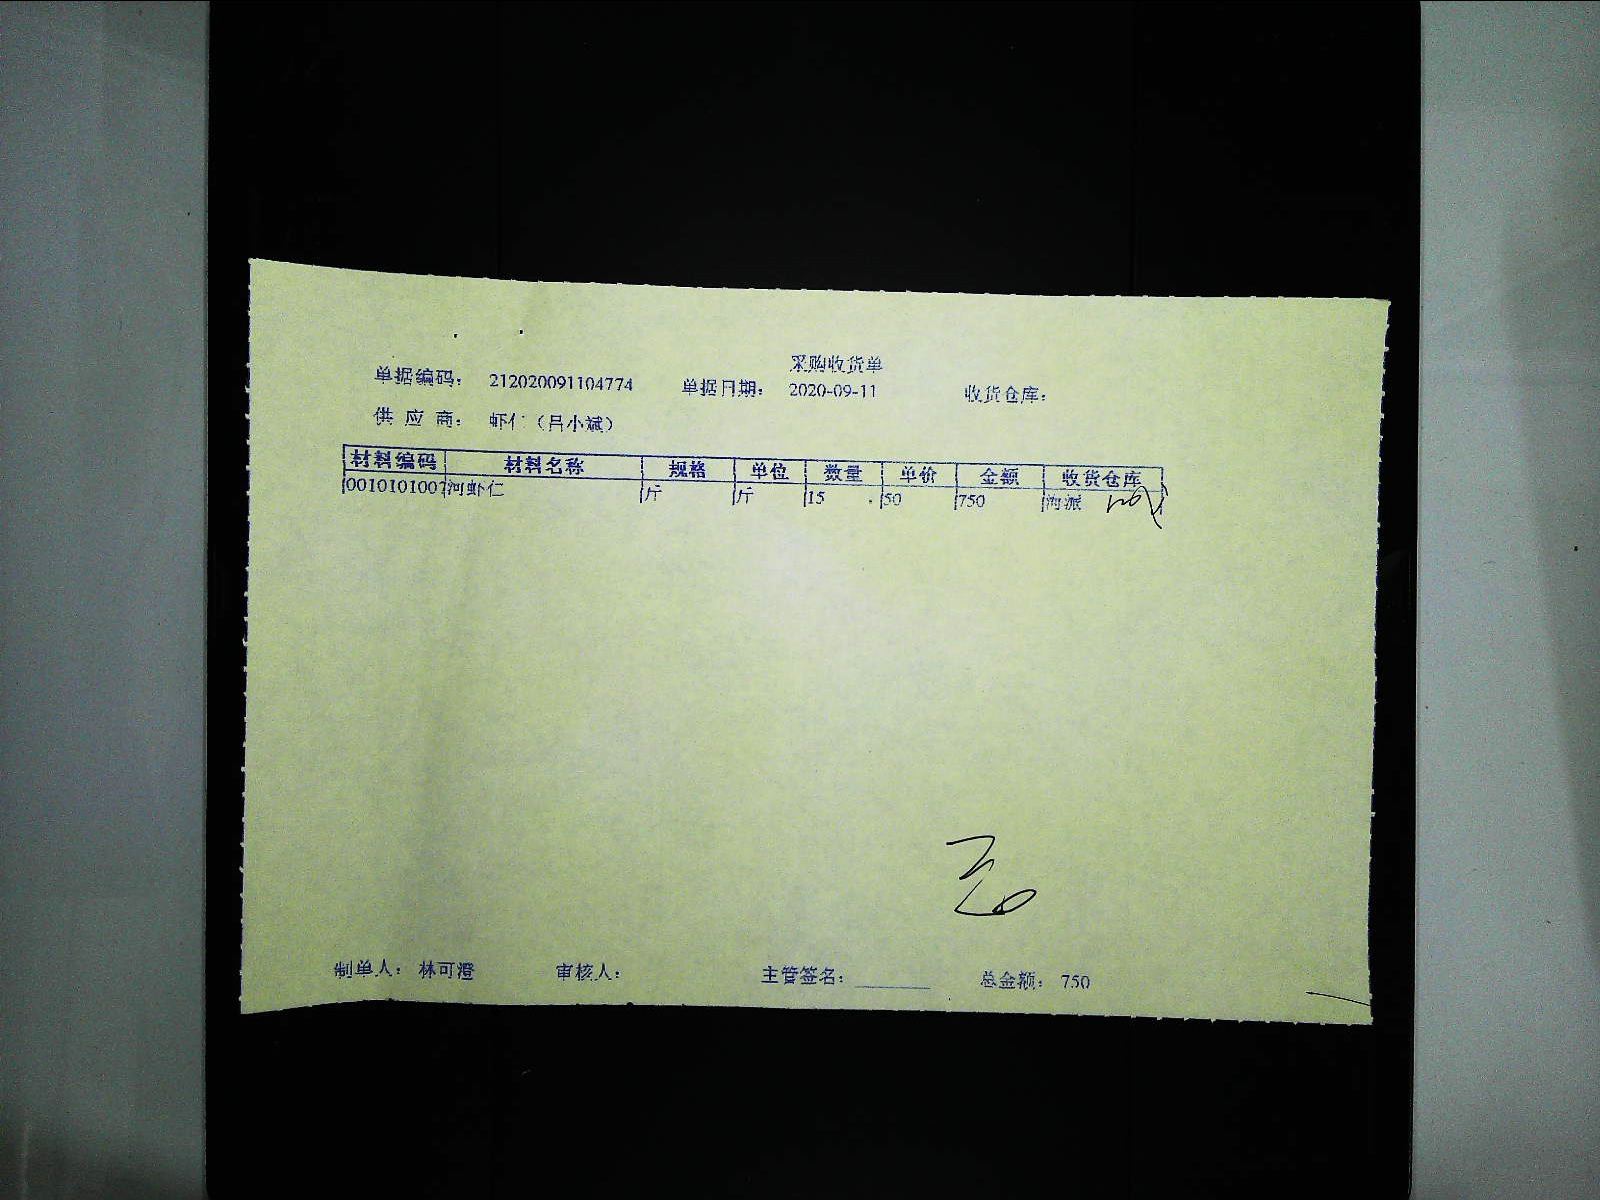 采购收货单
单据编码： 212020091104774 单据日期： 2020-09-11 收货仓库：
供 应 商： 虾仁（吕小斌）
材料编码 材料名称 规格 单位 数量 单价 金额 收货仓库
0010101007 河虾仁 斤 斤 15 50 750 海派
制单人： 林可澄 审核人： 主管签名： 总金额： 750